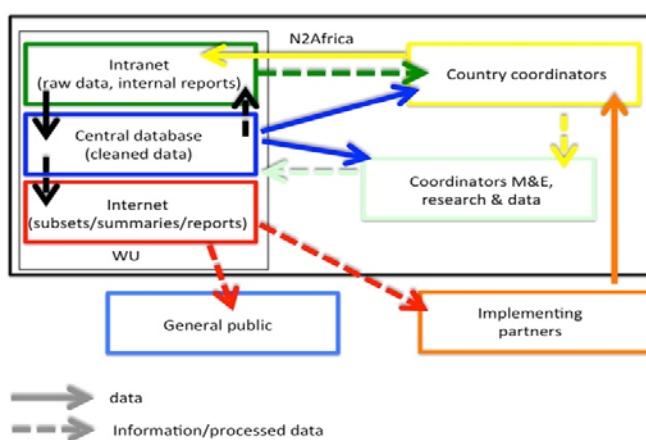 N2Africa
Intranet
(raw data, internal reports)
Country coordinators
Central database
(cleaned data)
Coordinators M&E,
research & data
Internet
(subsets/summaries/reports)
WU
General public
Implementing
partners
data
Information/processed data